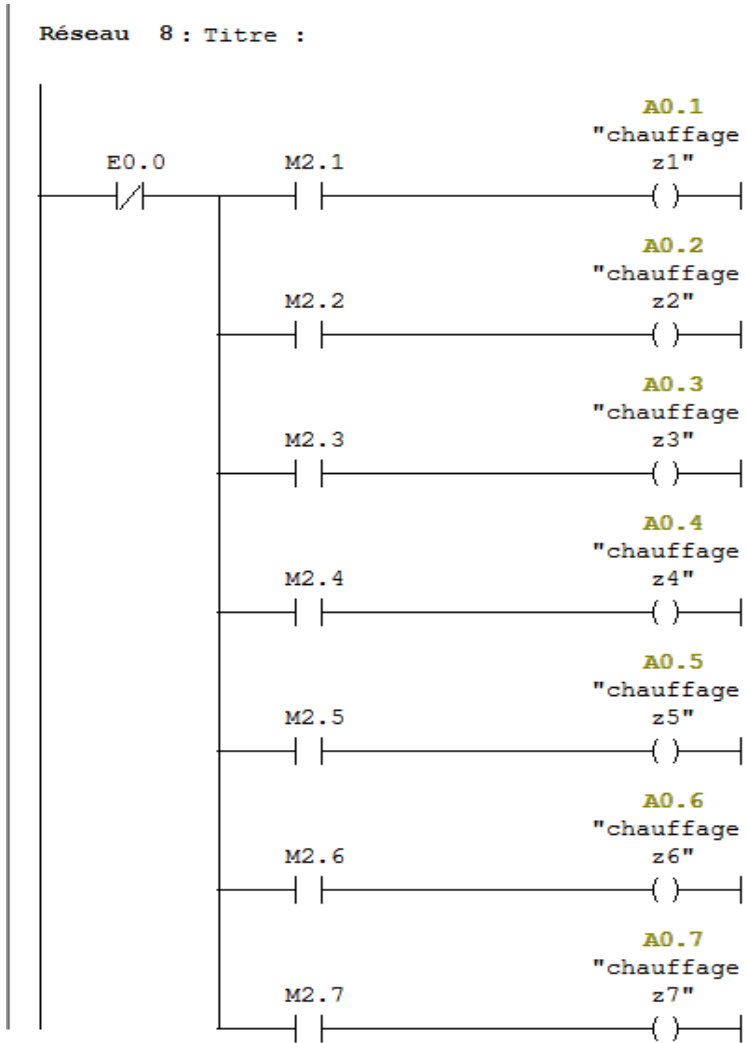 Réseau 8 : Titre :
A0.1
"chauffage
E0.0 M2.1 z1"
A0.2
"chauffage
M2.2 z2"
A0.3
"chauffage
M2.3 z3"
A0.4
"chauffage
M2.4 z4"
A0.5
"chauffage
M2.5 z5"
A0.6
"chauffage
M2.6 z6"
A0.7
"chauffage
M2.7 z7"